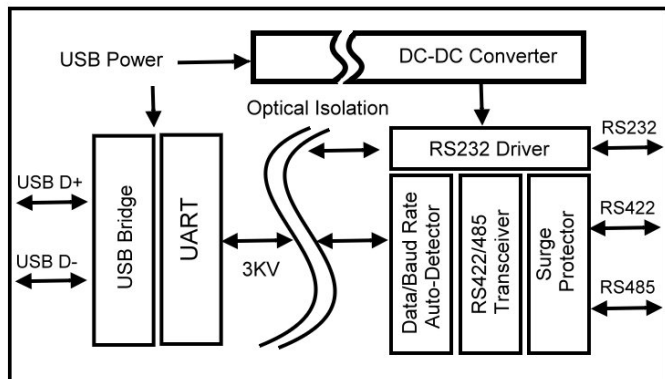 USB Power
DC-DC Converter
Optical Isolation
RS232 Driver
RS232
USB D+
USB D-
USB Bridge
UART
3KV
Data/Baud Rate
Auto-Detector
RS422/485
Transceiver
Surge
Protector
RS422
RS485